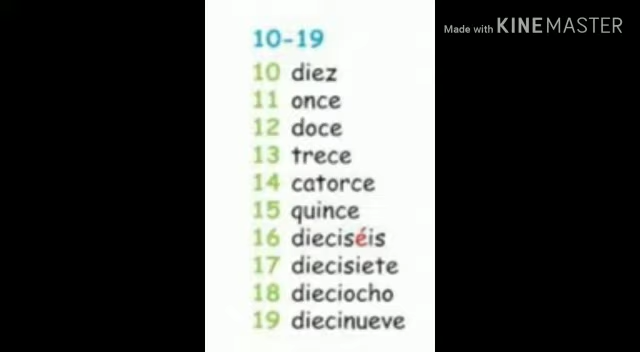 Made with KINEMASTER
10-19
10 diez
11 once
12 doce
13 trece
14 catorce
15 quince
16 dieciséis
17 diecisiete
18 dieciocho
19 diecinueve